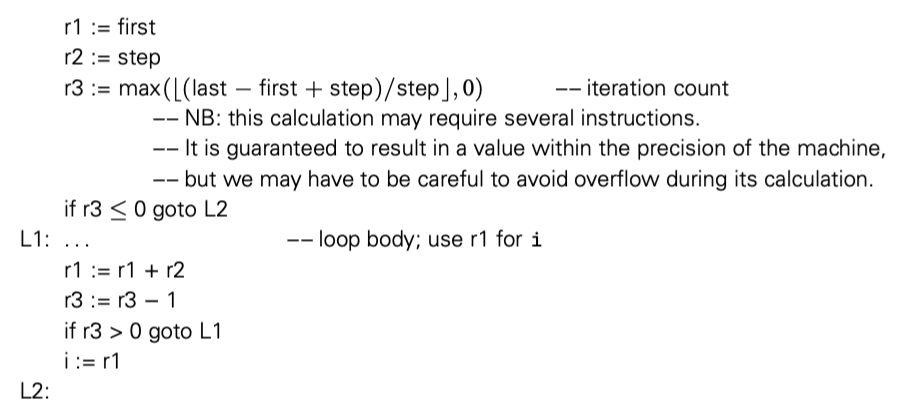 r1 := first
r2 := step
r3 := max(⌊(last − first + step)/step⌋, 0) −− iteration count
−− NB: this calculation may require several instructions.
−− It is guaranteed to result in a value within the precision of the machine,
−− but we may have to be careful to avoid overflow during its calculation.
if r3 ≤ 0 goto L2
L1: ... −− loop body; use r1 for i
r1 := r1 + r2
r3 := r3 − 1
if r3 > 0 goto L1
i := r1
L2: